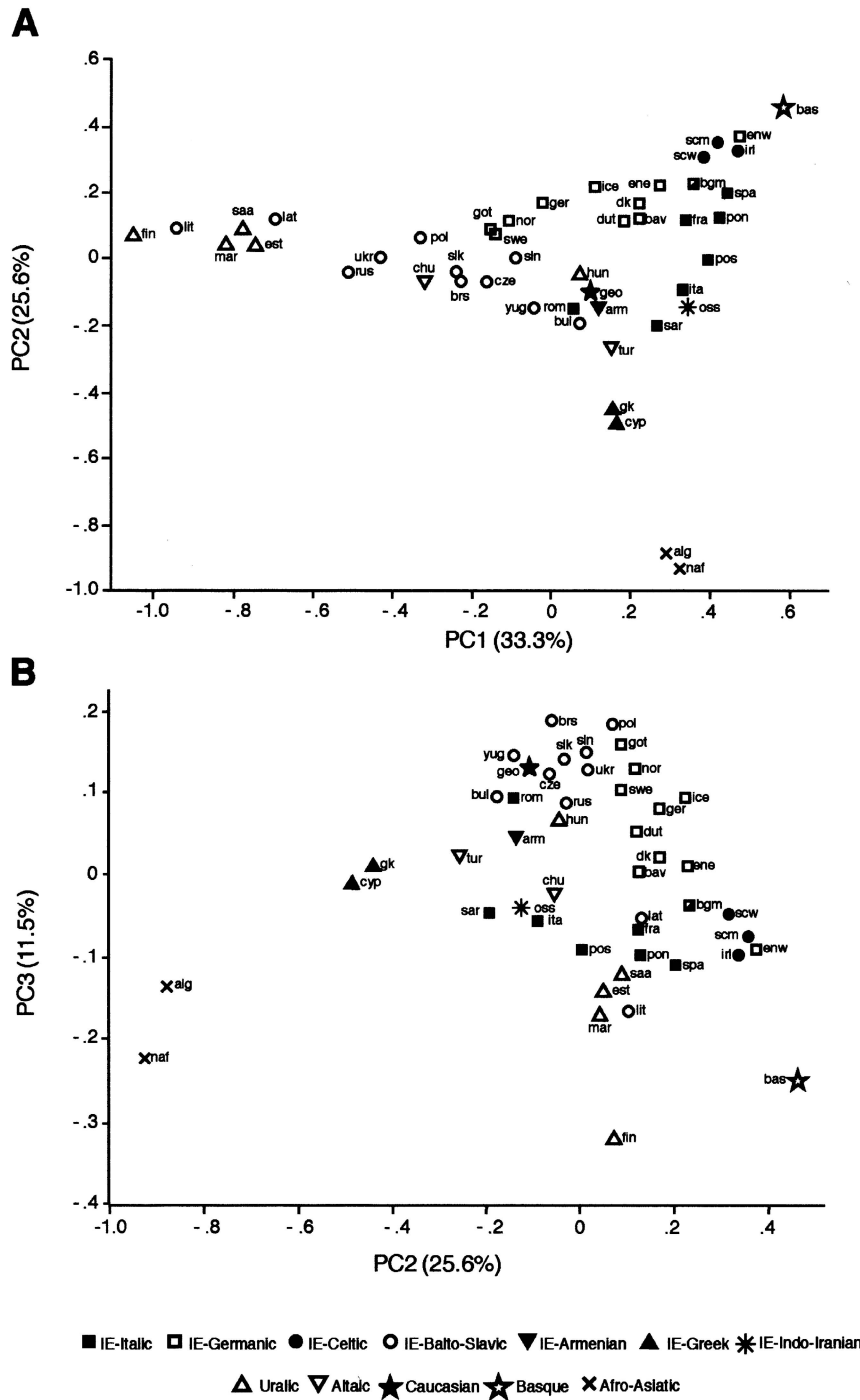 A
.6
bas
.4
enw
scm
irl
scw
ene
bgm
.2
ice
spa
saa
lat
ger
dk
got
nor
dut
bav
fra
pon
fin
lit
pol
swe
0
mar
est
ukr
slk
sln
hun
pos
rus
chu
cze
geo
ita
brs
yug
rom
arm
oss
-.2
bul
sar
tur
-.4
gk
cyp
-.6
-.8
alg
naf
-1.0
PC2 (25.6%)
-1.0 -.8 -.6 -.4 -.2 0 .2 .4 .6
PC1 (33.3%)
B
.2
brs
pol
sln
yug
slk
got
geo
cze
ukr
nor
.1
bul
rom
rus
swe
ice
ger
hun
arm
dut
tur
dk
gk
ene
0
cyp
chu
bav
sar
oss
ita
lat
bgm
scw
fra
scm
-.1
pos
pon
spa
irl
enw
alg
saa
est
mar
lit
-.2
naf
bas
-.3
fin
-.4
PC3 (11.5%)
-1.0 -.8 -.6 -.4 -.2 0 .2 .4
PC2 (25.6%)
IE-Italic IE-Germanic IE-Celtic IE-Balto-Slavic IE-Armenian IE-Greek IE-Indo-Iranian
Uralic Altaic Caucasian Basque Afro-Asiatic